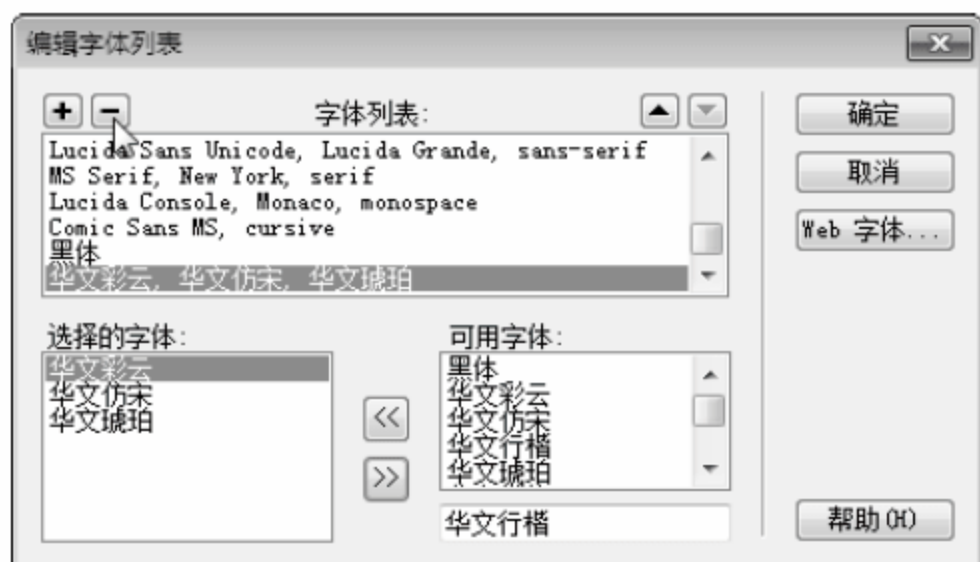 编辑字体列表
字体列表:
Lucida Sans Unicode, Lucida Grande, sans-serif
MS Serif, New York, serif
Lucida Console, Monaco, monospace
Comic Sans MS, cursive
黑体
华文彩云, 华文仿宋, 华文琥珀
确定
取消
Web 字体...
选择的字体:
华文彩云
华文仿宋
华文琥珀
可用字体:
黑体
华文彩云
华文仿宋
华文行楷
华文琥珀
华文行楷
帮助(H)